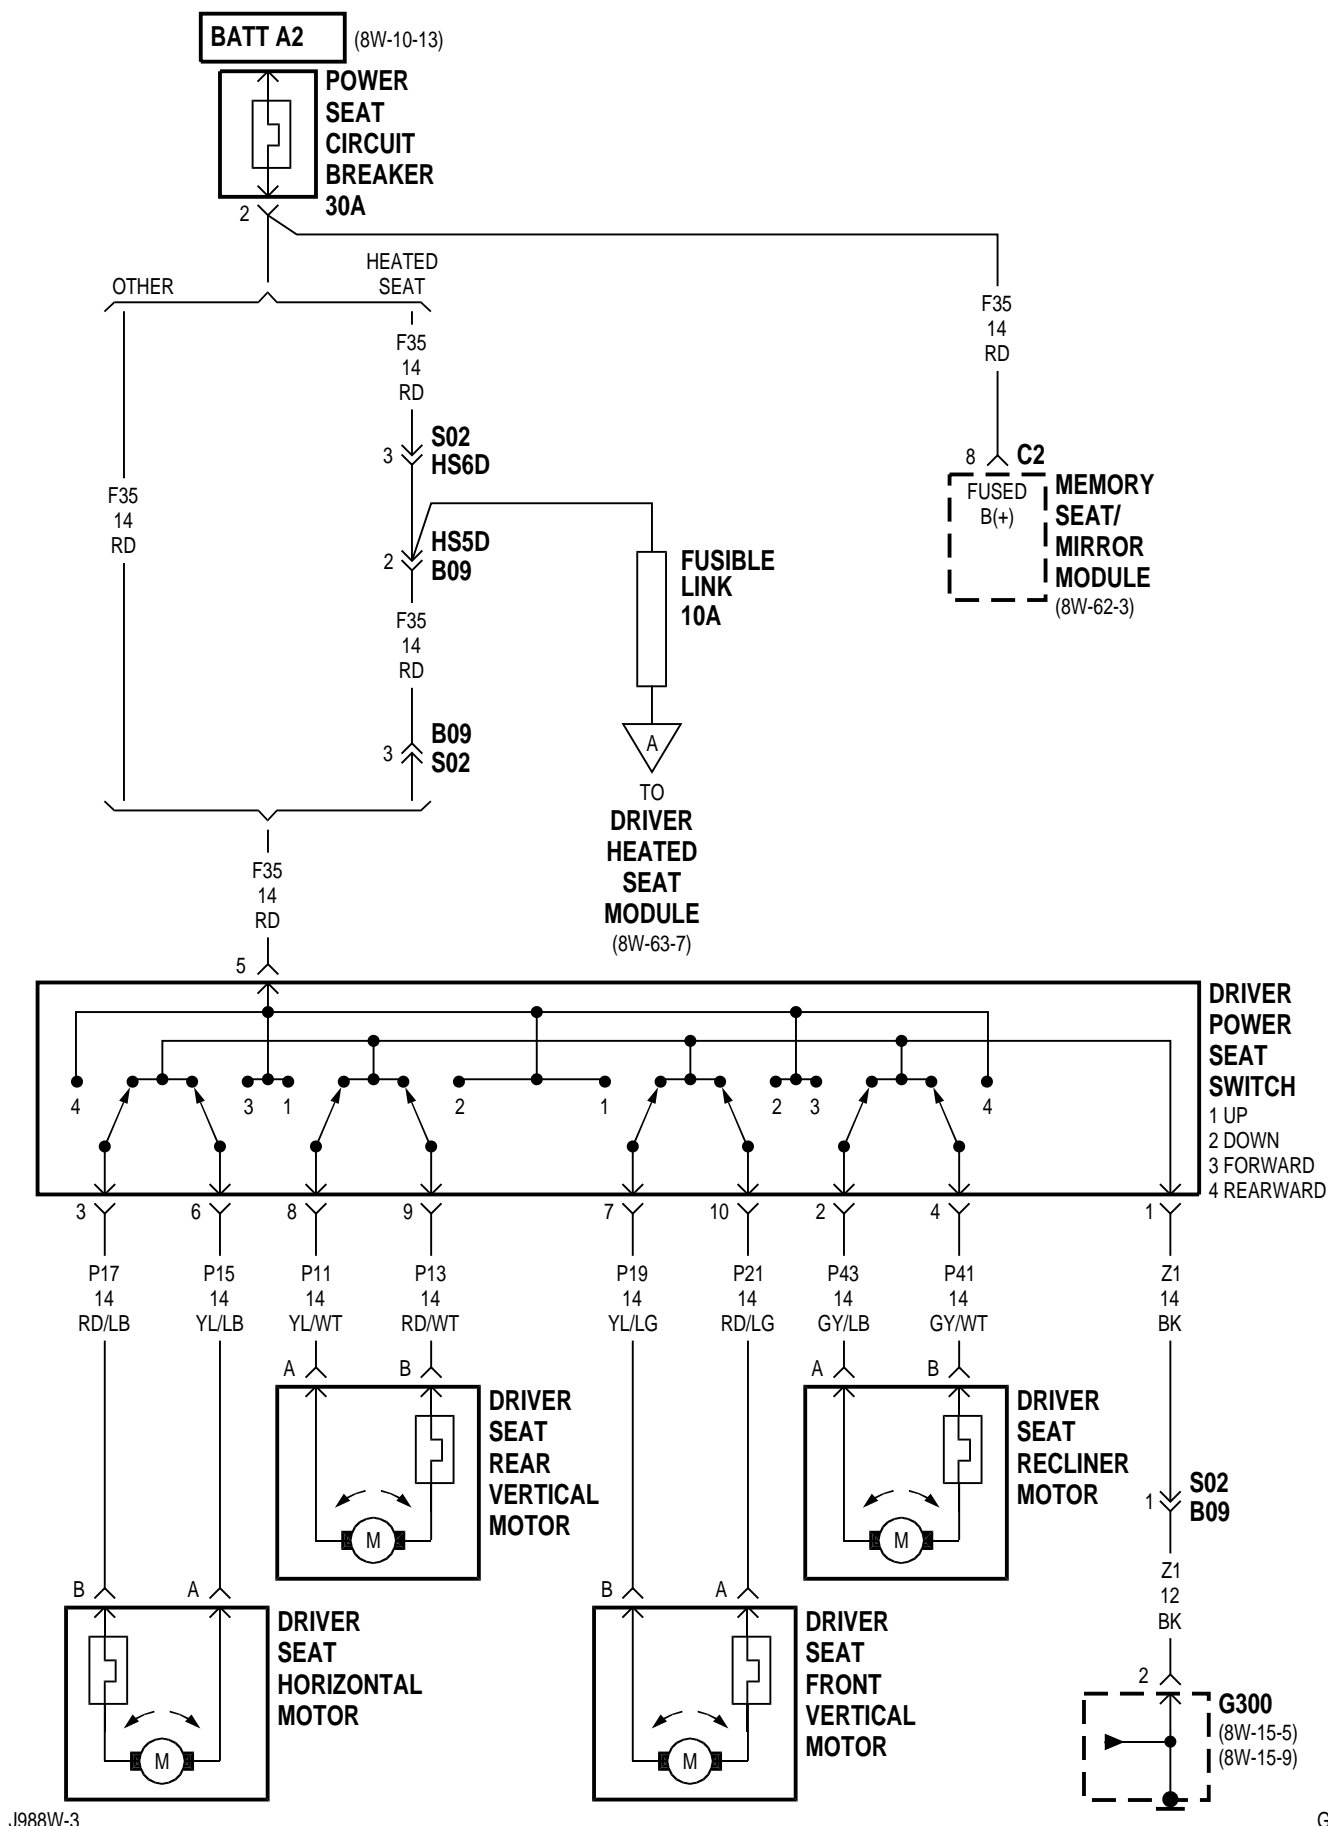 BATT A2 (8W-10-13)
POWER
SEAT
CIRCUIT
BREAKER
30A
2
OTHER
HEATED
SEAT
F35
14
RD
F35
14
RD
F35
14
RD
3
S02
HS6D
2
HS5D
B09
F35
14
RD
3
B09
S02
FUSIBLE
LINK
10A
A
TO
DRIVER
HEATED
SEAT
MODULE
(8W-63-7)
8
C2
FUSED
B(+)
MEMORY
SEAT/
MIRROR
MODULE
(8W-62-3)
F35
14
RD
5
DRIVER
POWER
SEAT
SWITCH
1 UP
2 DOWN
3 FORWARD
4 REARWARD
4 3 1 2 1 2 3 4
3 6 8 9 7 10 2 4 1
P17 P15 P11 P13 P19 P21 P43 P41 Z1
14 14 14 14 14 14 14 14 14
RD/LB YL/LB YL/WT RD/WT YL/LG RD/LG GY/LB GY/WT BK
A B A B
DRIVER
SEAT
REAR
VERTICAL
MOTOR
M
DRIVER
SEAT
RECLINER
MOTOR
M
1
S02
B09
Z1
12
BK
B A B A
DRIVER
SEAT
HORIZONTAL
MOTOR
M
DRIVER
SEAT
FRONT
VERTICAL
MOTOR
M
2
G300
(8W-15-5)
(8W-15-9)
J988W-3 G